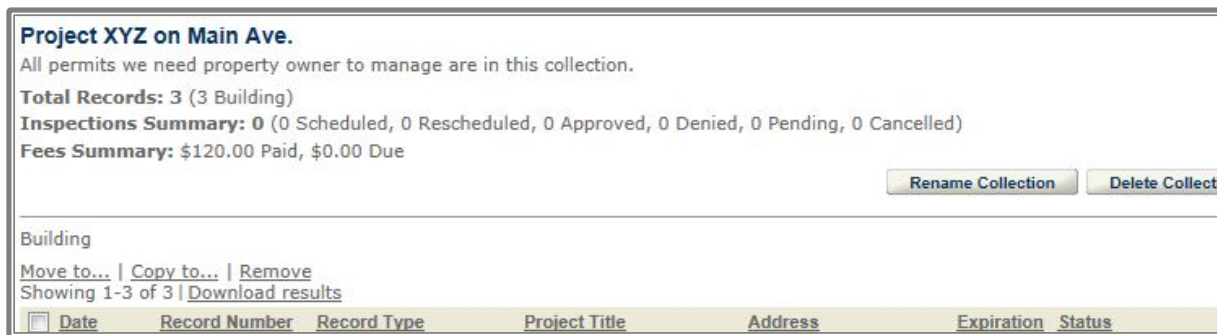 Project XYZ on Main Ave.
All permits we need property owner to manage are in this collection.
Total Records: 3 (3 Building)
Inspections Summary: 0 (0 Scheduled, 0 Rescheduled, 0 Approved, 0 Denied, 0 Pending, 0 Cancelled)
Fees Summary: $120.00 Paid, $0.00 Due
Rename Collection Delete Collect
Building
Move to... | Copy to... | Remove
Showing 1-3 of 3 | Download results
Date Record Number Record Type Project Title Address Expiration Status